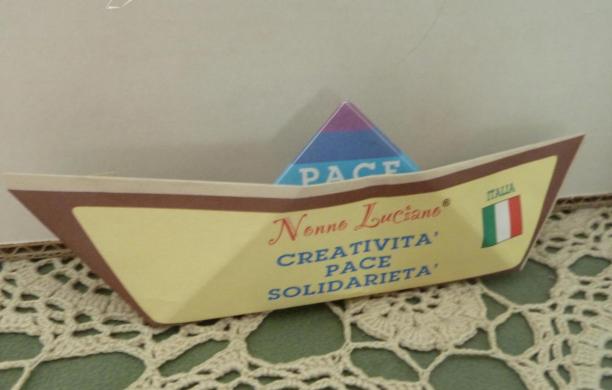 PACE
Nonno Luciano®
ITALIA
CREATIVITA'
PACE
SOLIDARIETA'